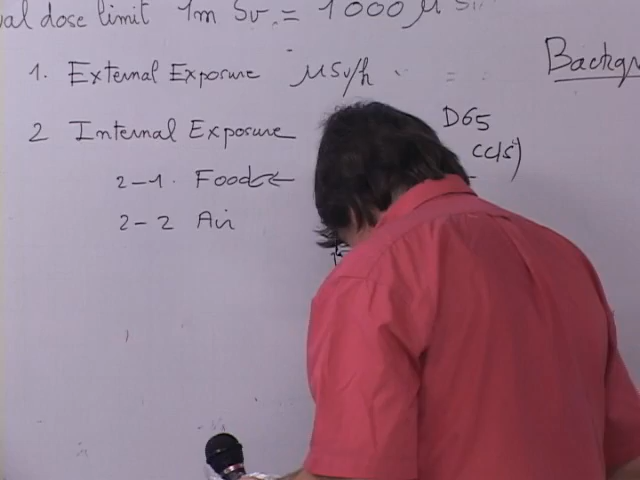 al dose limit 1m Sv = 1000 μ S
1. External Exposure μSv/h =
Backgr
2 Internal Exposure
D65
cc/s)
2-1. Food ⇐
2-2 Air